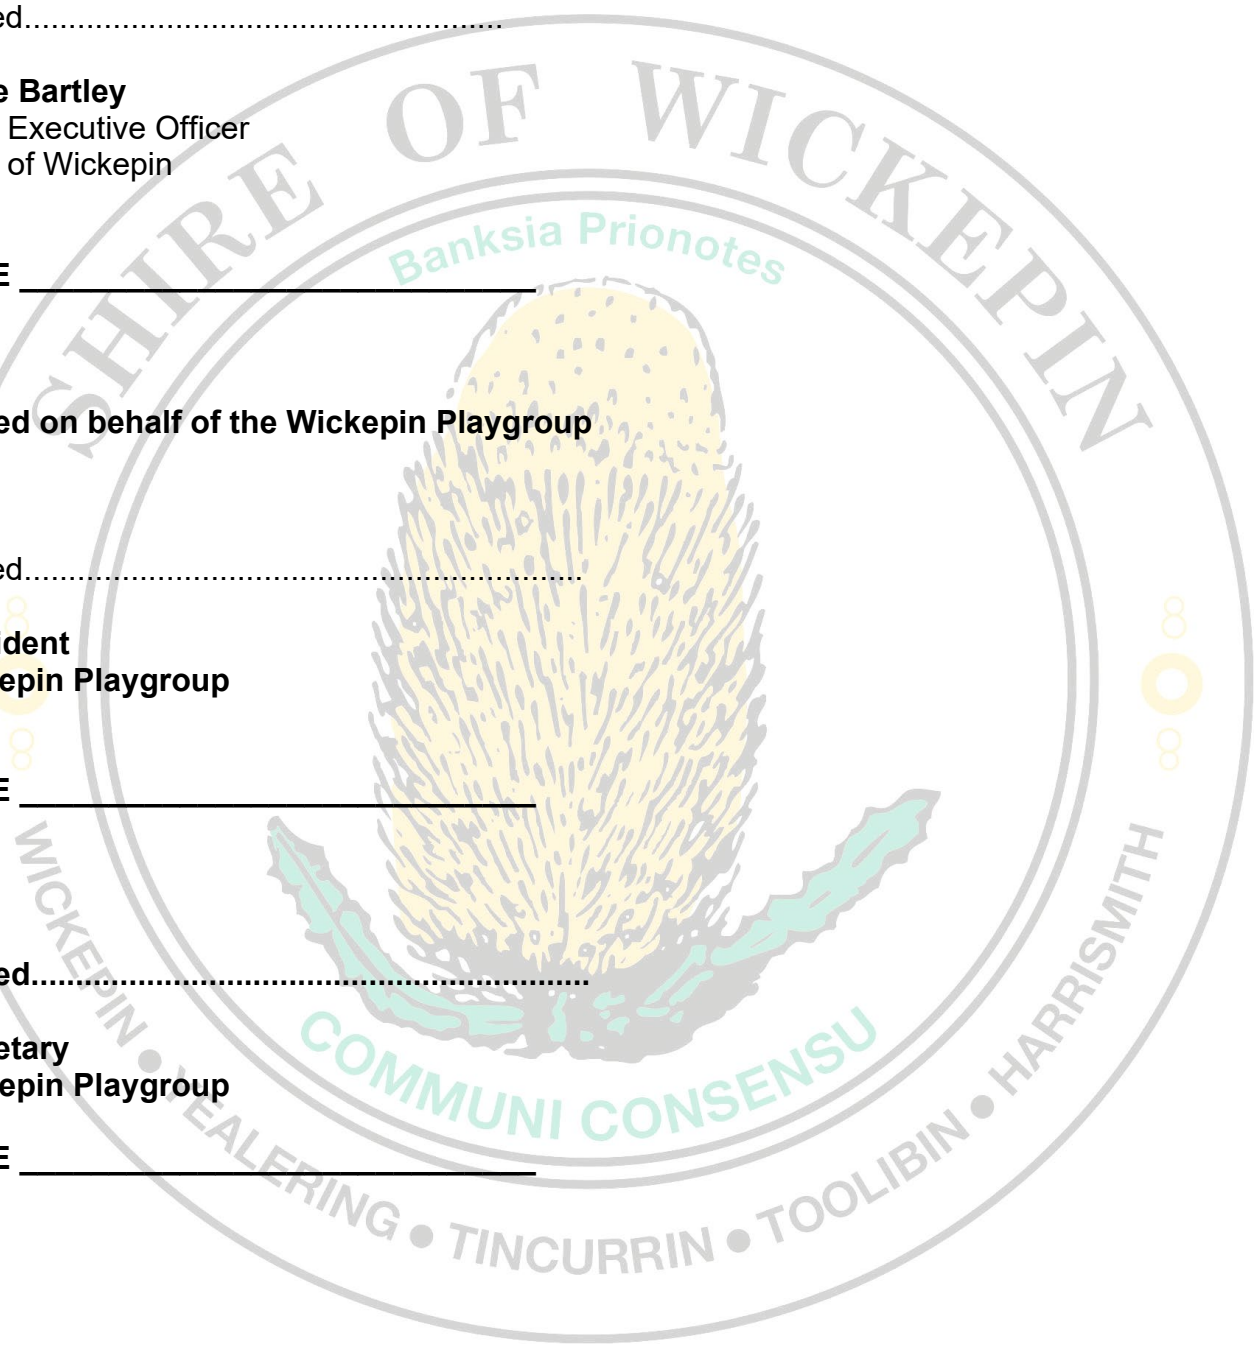 ed.....................................................
e Bartley
Executive Officer
of Wickepin
E ______________________________
ed on behalf of the Wickepin Playgroup
ed..............................................................
ident
epin Playgroup
E ______________________________
ed..............................................................
etary
epin Playgroup
E ______________________________
SHIRE OF WICKEPIN
Banksia Prionotes
COMMUNI CONSENSU
WICKEPIN ● YEALERING ● TINCURRIN ● TOOLIBIN ● HARRISMITH